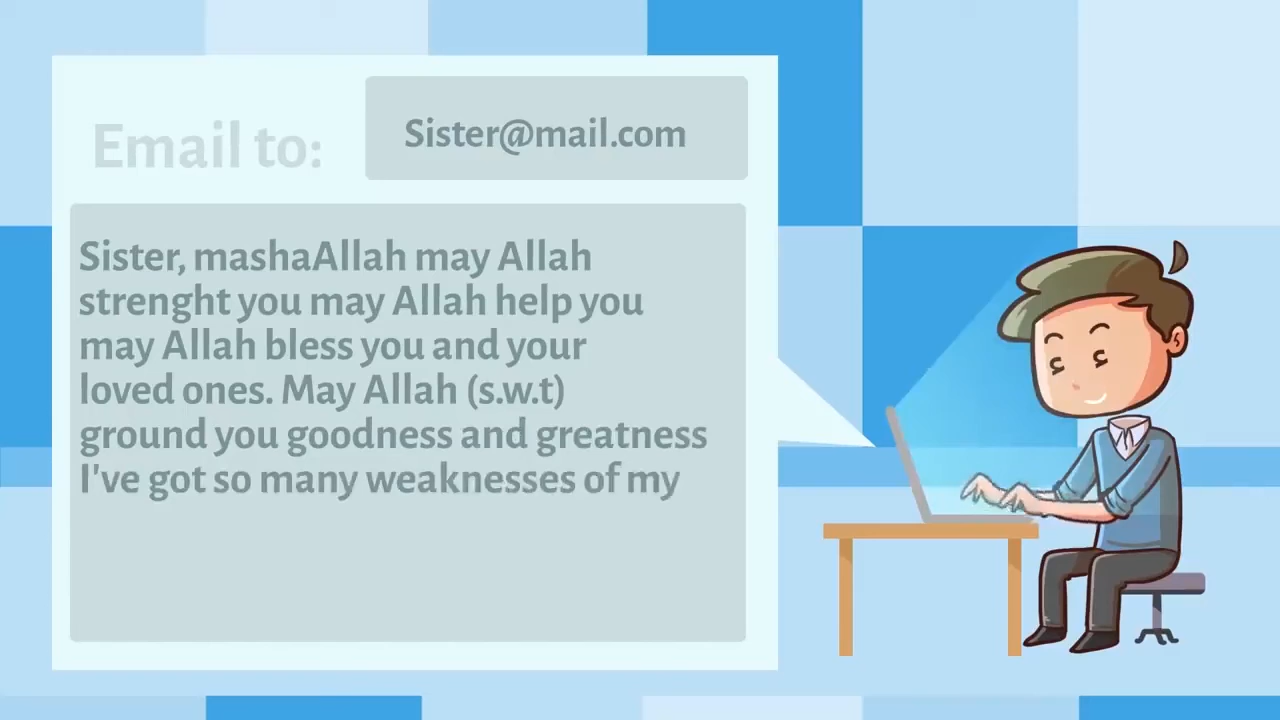 Email to:
Sister@mail.com
Sister, mashaAllah may Allah
strenght you may Allah help you
may Allah bless you and your
loved ones. May Allah (s.w.t)
ground you goodness and greatness
I've got so many weaknesses of my